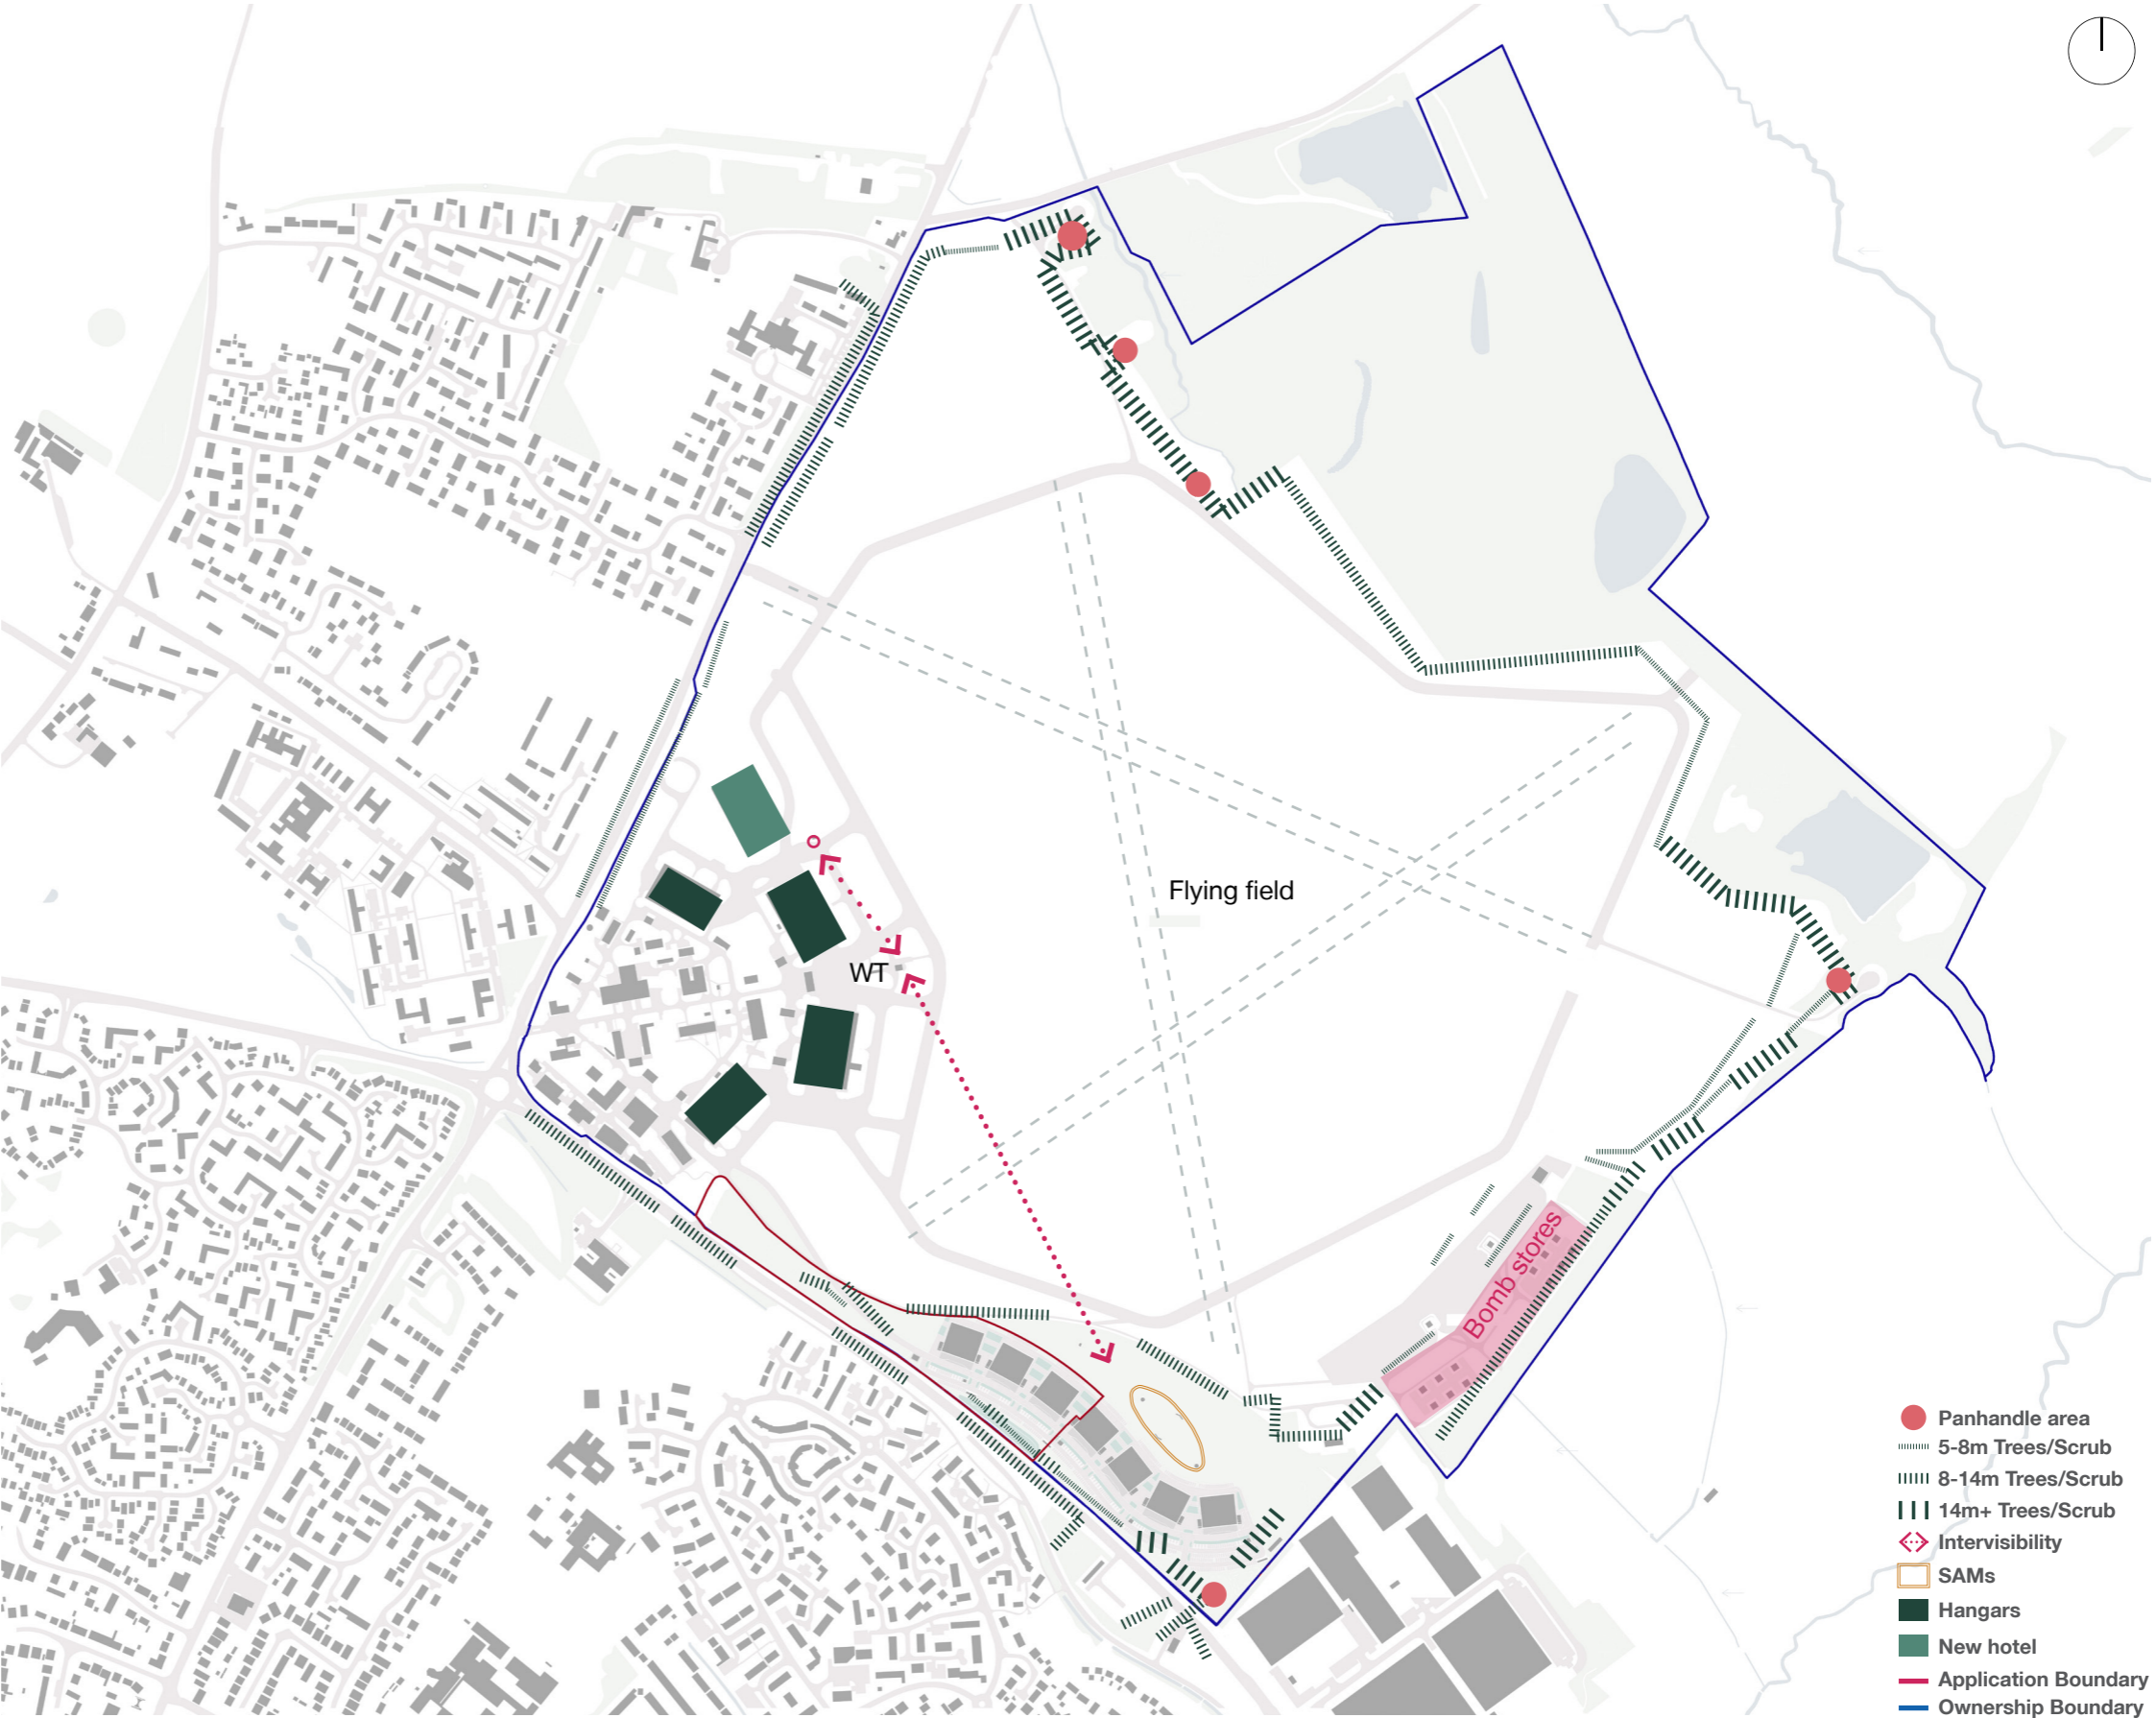 Flying field
WT
Bomb stores
Panhandle area
5-8m Trees/Scrub
8-14m Trees/Scrub
14m+ Trees/Scrub
Intervisibility
SAMs
Hangars
New hotel
Application Boundary
Ownership Boundary